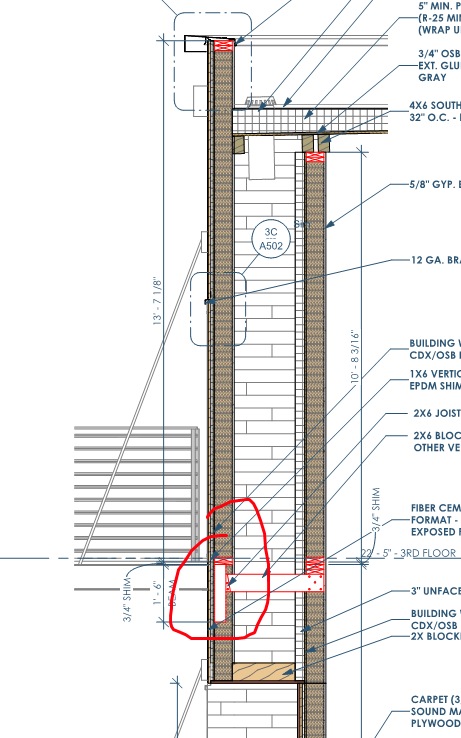 5" MIN. P
(R-25 MIN
(WRAP U
3/4" OSB
EXT. GLU
GRAY
4X6 SOUTH
32" O.C. -
5/8" GYP.
3C
A502
12 GA. BRA
13' - 7 1/8"
10' - 8 3/16"
BUILDING
CDX/OSB
1X6 VERTIC
EPDM SHIM
2X6 JOIST
2X6 BLOC
OTHER VE
FIBER CEM
FORMAT -
EXPOSED F
3/4" SHIM
22' - 5" - 3RD FLOOR
3/4" SHIM
1' - 6"
3" UNFACE
BUILDING
CDX/OSB
2X BLOCK
CARPET (3
SOUND MA
PLYWOOD